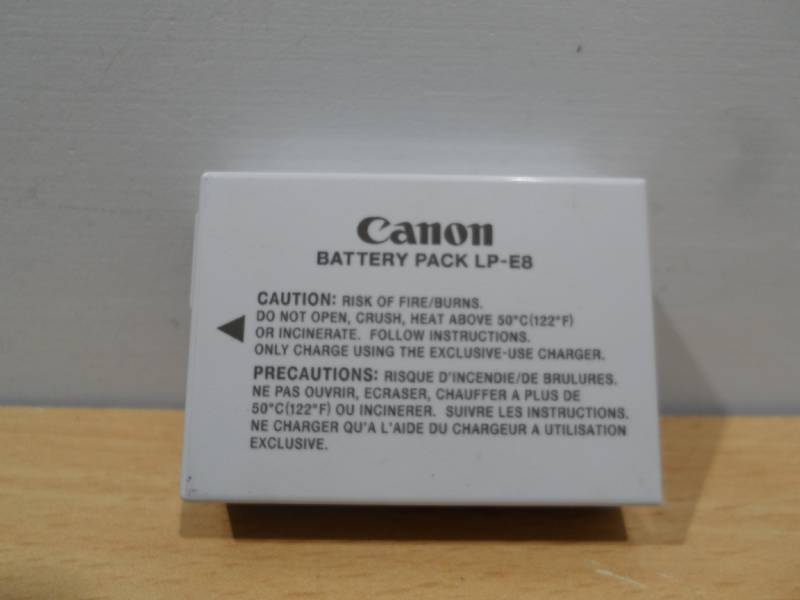 Canon
BATTERY PACK LP-E8
CAUTION: RISK OF FIRE/BURNS.
DO NOT OPEN, CRUSH, HEAT ABOVE 50°C(122°F)
OR INCINERATE. FOLLOW INSTRUCTIONS.
ONLY CHARGE USING THE EXCLUSIVE-USE CHARGER.
PRECAUTIONS: RISQUE D'INCENDIE/DE BRULURES.
NE PAS OUVRIR, ECRASER, CHAUFFER A PLUS DE
50°C(122°F) OU INCINERER. SUIVRE LES INSTRUCTIONS.
NE CHARGER QU'A L'AIDE DU CHARGEUR A UTILISATION
EXCLUSIVE.